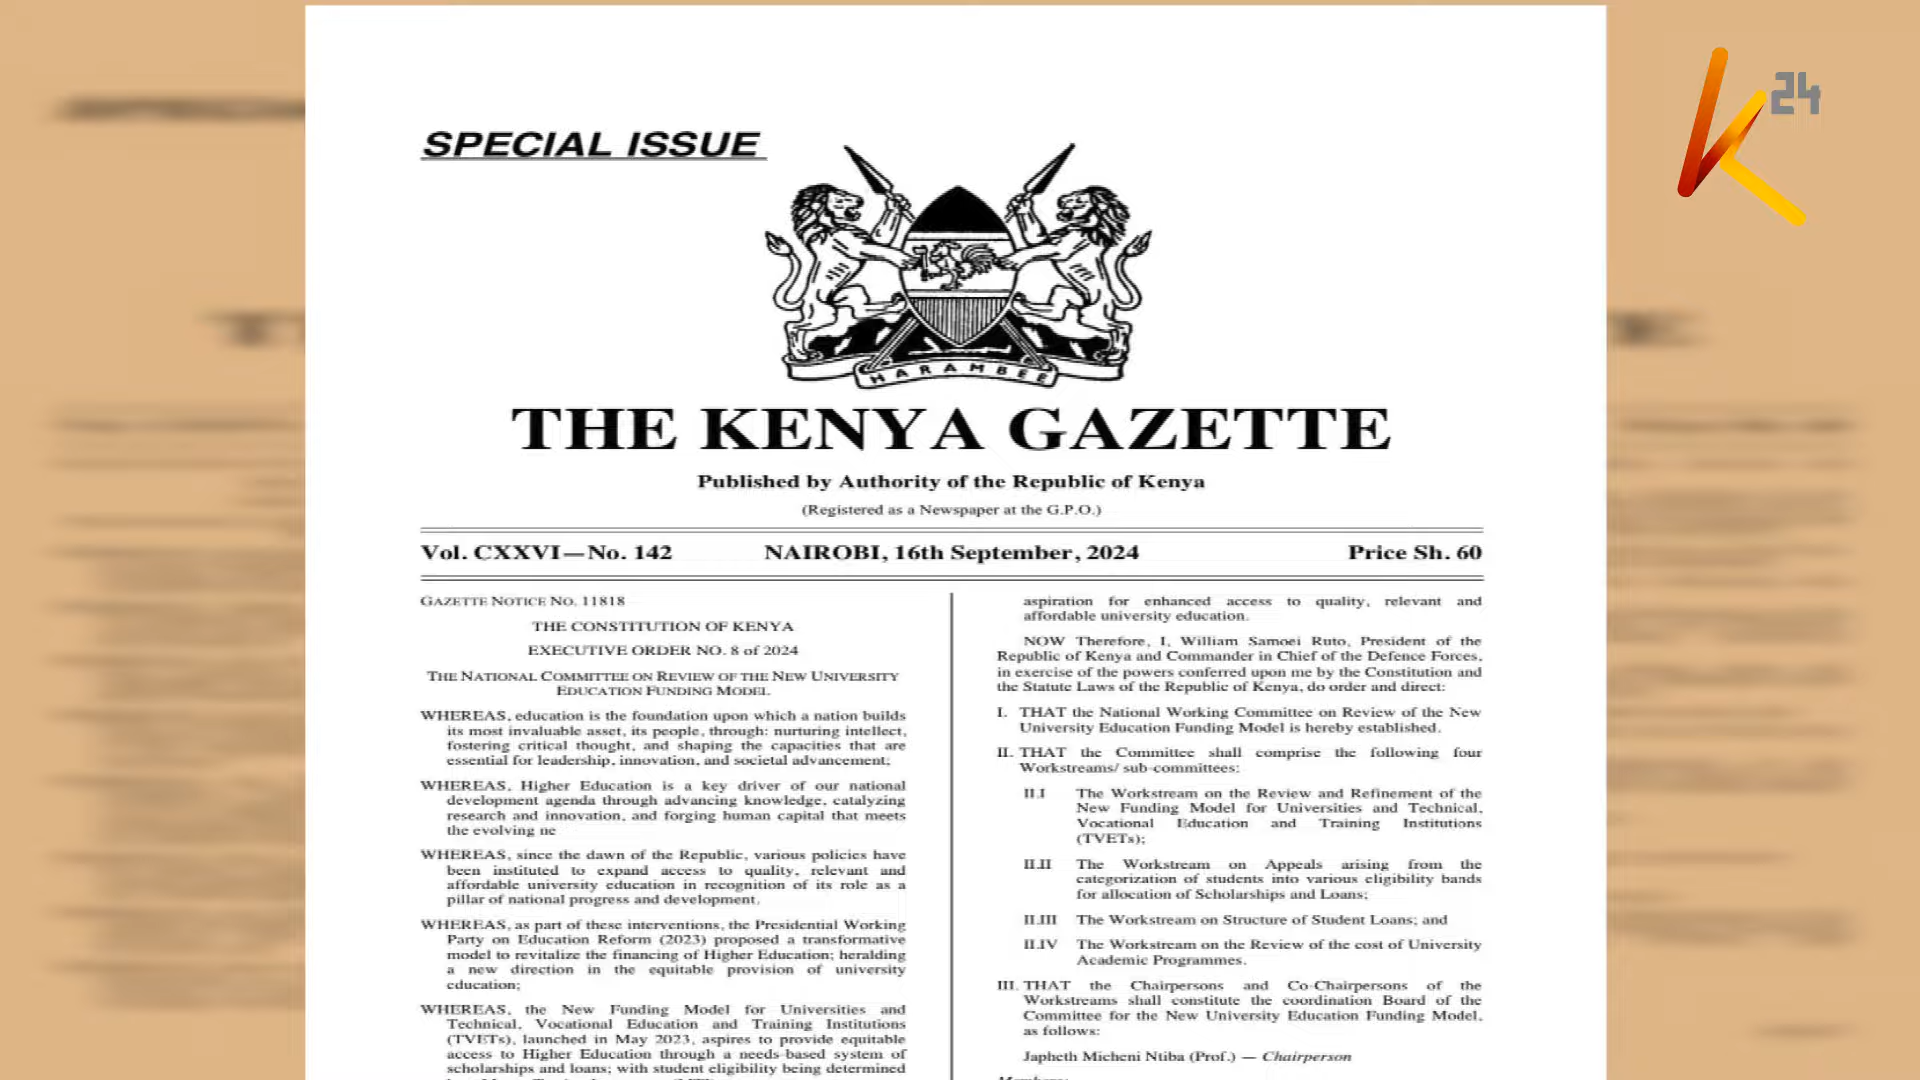 SPECIAL ISSUE
24
HARAMBEE
THE KENYA GAZETTE
Published by Authority of the Republic of Kenya
(Registered as a Newspaper at the G.P.O.)
Vol. CXXVI—No. 142 NAIROBI, 16th September, 2024 Price Sh. 60
GAZETTE NOTICE NO. 11818
THE CONSTITUTION OF KENYA
EXECUTIVE ORDER NO. 8 of 2024
THE NATIONAL COMMITTEE ON REVIEW OF THE NEW UNIVERSITY
EDUCATION FUNDING MODEL
WHEREAS, education is the foundation upon which a nation builds
its most invaluable asset, its people, through: nurturing intellect,
fostering critical thought, and shaping the capacities that are
essential for leadership, innovation, and societal advancement;
WHEREAS, Higher Education is a key driver of our national
development agenda through advancing knowledge, catalyzing
research and innovation, and forging human capital that meets
the evolving ne
WHEREAS, since the dawn of the Republic, various policies have
been instituted to expand access to quality, relevant and
affordable university education in recognition of its role as a
pillar of national progress and development.
WHEREAS, as part of these interventions, the Presidential Working
Party on Education Reform (2023) proposed a transformative
model to revitalize the financing of Higher Education; heralding
a new direction in the equitable provision of university
education;
WHEREAS, the New Funding Model for Universities and
Technical, Vocational Education and Training Institutions
(TVETs), launched in May 2023, aspires to provide equitable
access to Higher Education through a needs-based system of
scholarships and loans; with student eligibility being determined
aspiration for enhanced access to quality, relevant and
affordable university education.
NOW Therefore, I, William Samoei Ruto, President of the
Republic of Kenya and Commander in Chief of the Defence Forces,
in exercise of the powers conferred upon me by the Constitution and
the Statute Laws of the Republic of Kenya, do order and direct:
I. THAT the National Working Committee on Review of the New
University Education Funding Model is hereby established.
II. THAT the Committee shall comprise the following four
Workstreams/ sub-committees:
II.I The Workstream on the Review and Refinement of the
New Funding Model for Universities and Technical,
Vocational Education and Training Institutions
(TVETs);
II.II The Workstream on Appeals arising from the
categorization of students into various eligibility bands
for allocation of Scholarships and Loans;
II.III The Workstream on Structure of Student Loans; and
II.IV The Workstream on the Review of the cost of University
Academic Programmes.
III. THAT the Chairpersons and Co-Chairpersons of the
Workstreams shall constitute the coordination Board of the
Committee for the New University Education Funding Model,
as follows:
Japheth Micheni Ntiba (Prof.) — Chairperson